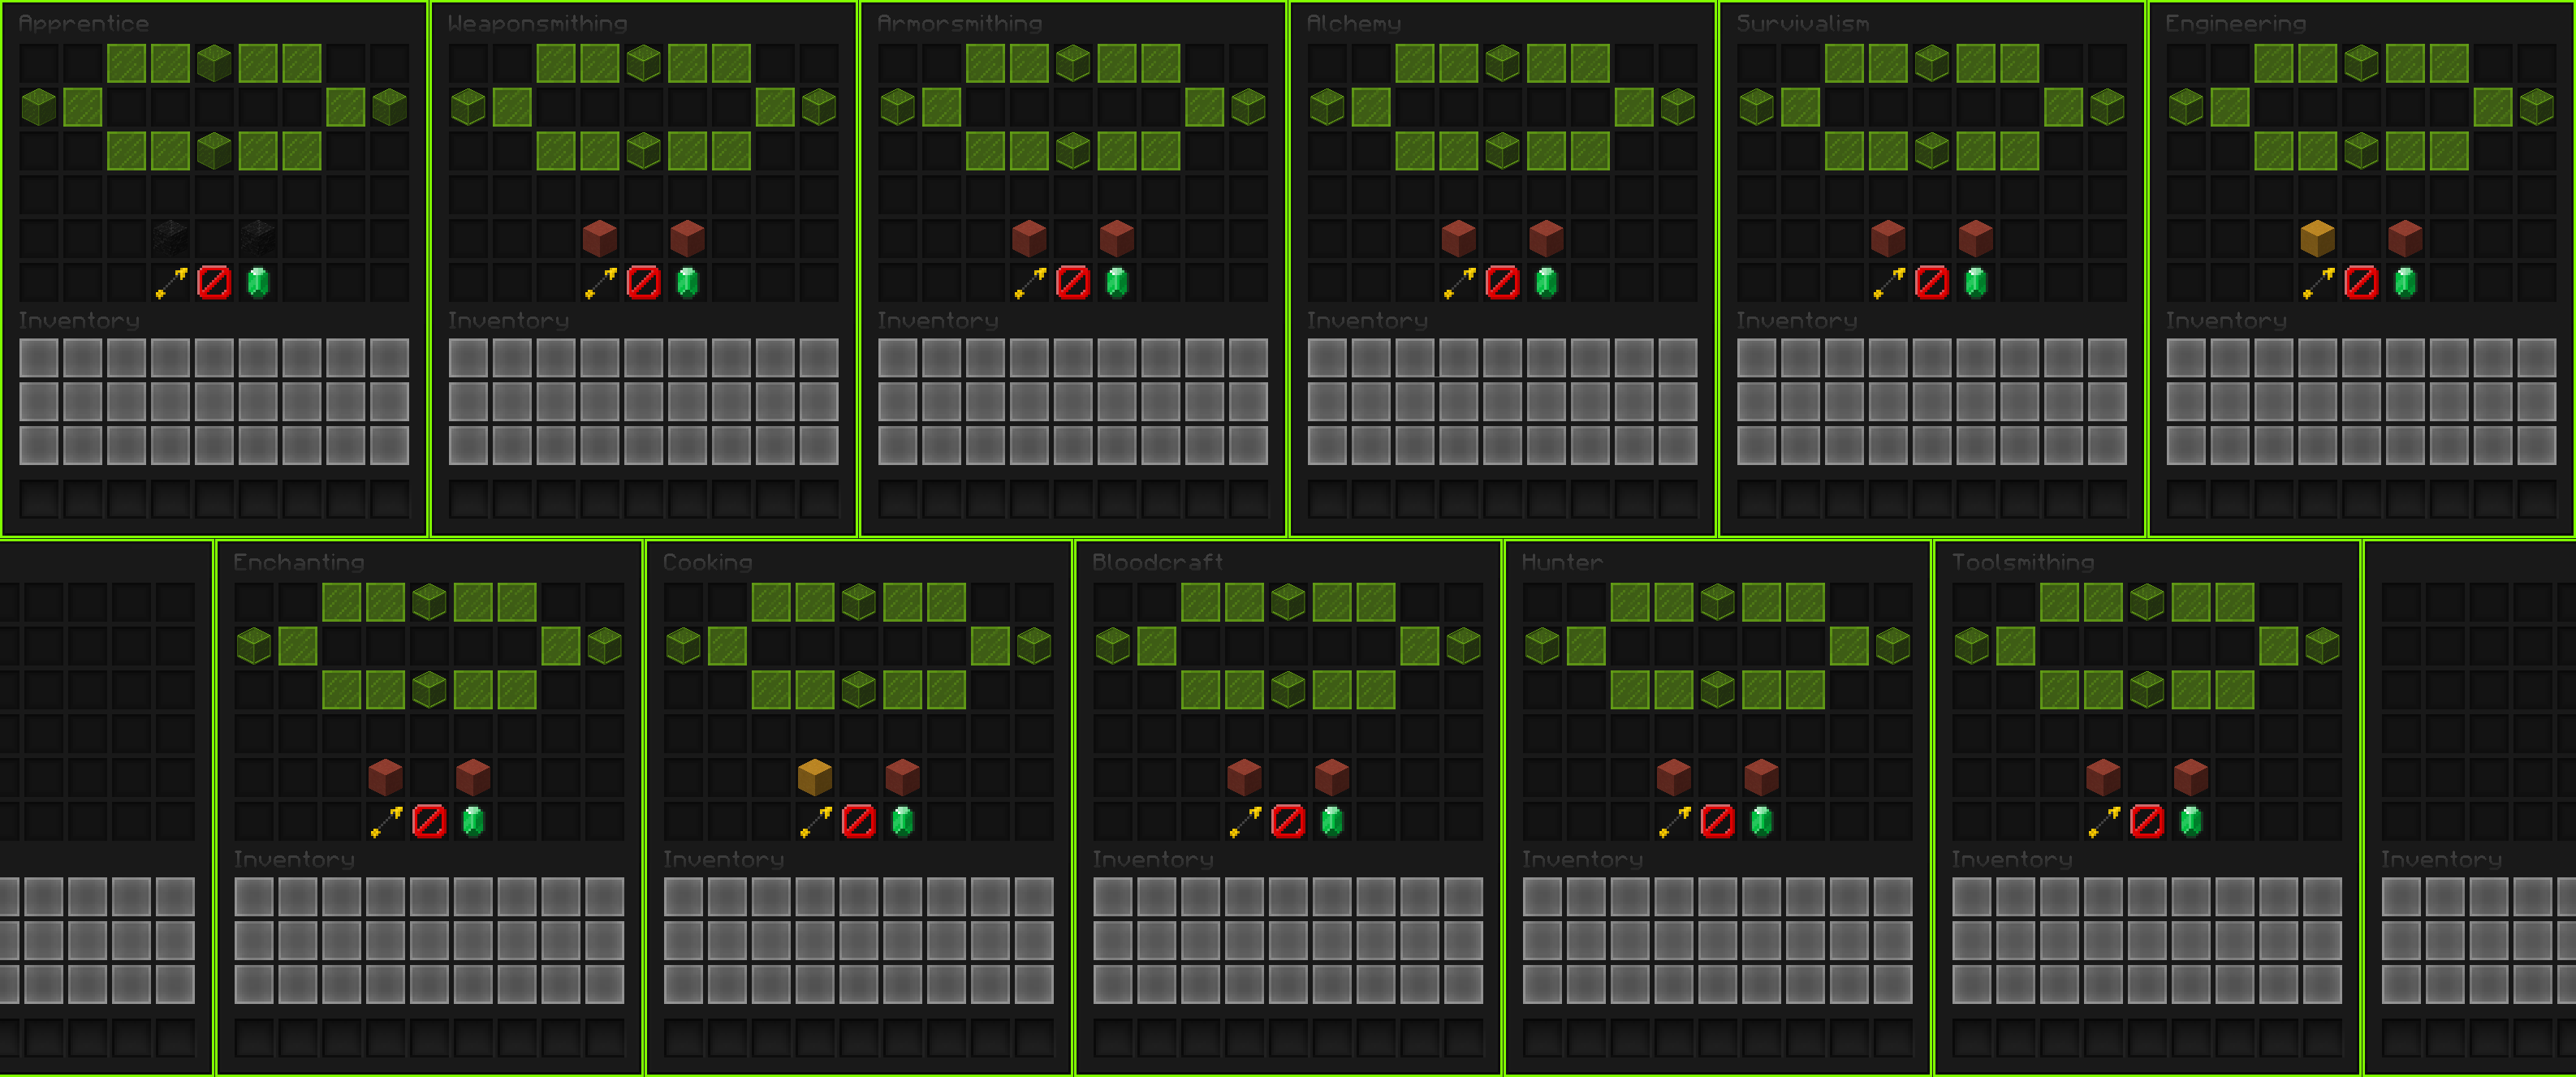 Apprentice
Weaponsmithing
Armorsmithing
Alchemy
Survivalism
Engineering
Inventory
Inventory
Inventory
Inventory
Inventory
Inventory
Enchanting
Cooking
Bloodcraft
Hunter
Toolsmithing
Inventory
Inventory
Inventory
Inventory
Inventory
Inventory